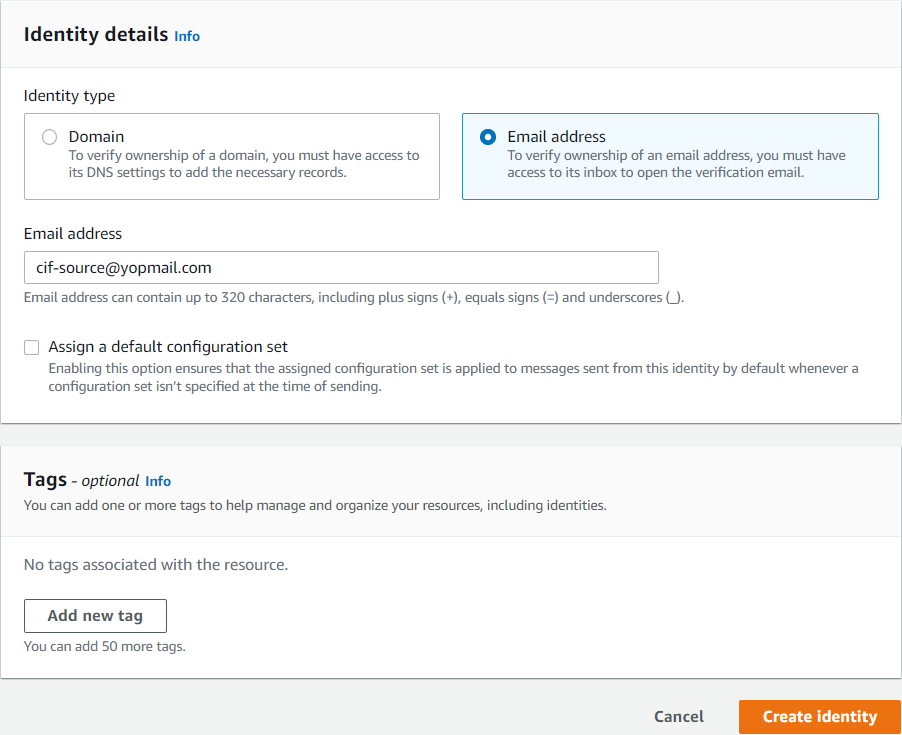 Identity details Info
Identity type
Domain
To verify ownership of a domain, you must have access to
its DNS settings to add the necessary records.
Email address
To verify ownership of an email address, you must have
access to its inbox to open the verification email.
Email address
cif-source@yopmail.com
Email address can contain up to 320 characters, including plus signs (+), equals signs (=) and underscores (_).
Assign a default configuration set
Enabling this option ensures that the assigned configuration set is applied to messages sent from this identity by default whenever a
configuration set isn’t specified at the time of sending.
Tags - optional Info
You can add one or more tags to help manage and organize your resources, including identities.
No tags associated with the resource.
Add new tag
You can add 50 more tags.
Cancel Create identity